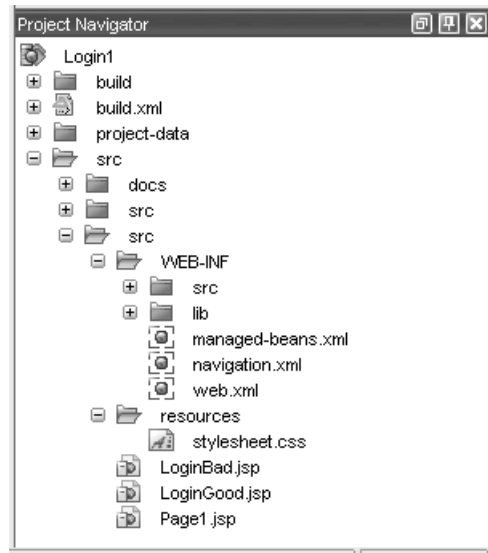 Project Navigator
Login1
build
build.xml
project-data
src
docs
src
src
WEB-INF
src
lib
managed-beans.xml
navigation.xml
web.xml
resources
stylesheet.css
LoginBad.jsp
LoginGood.jsp
Page1.jsp